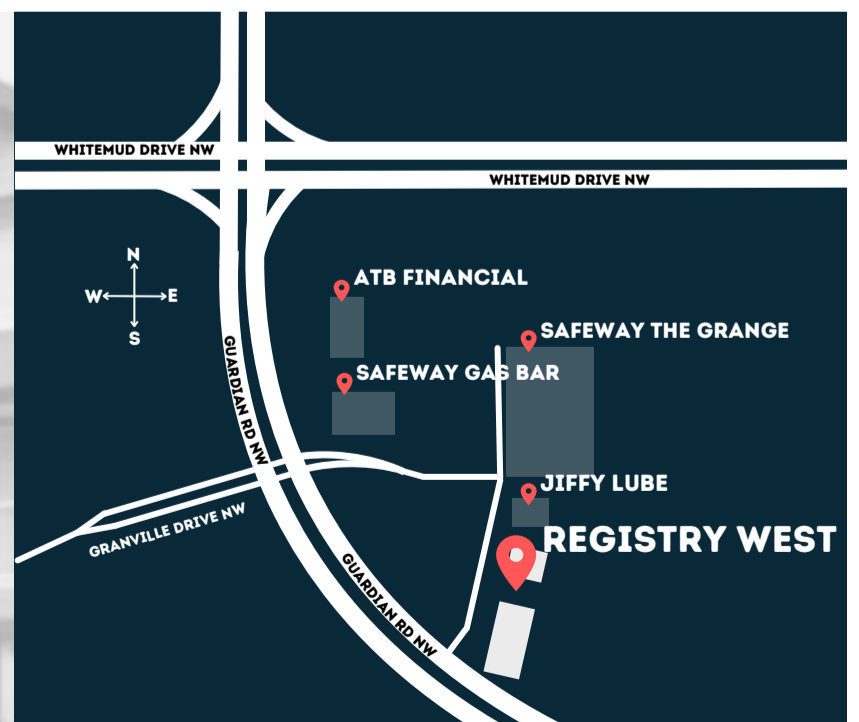 WHITEMUD DRIVE NW
WHITEMUD DRIVE NW
N
W E
S
ATB FINANCIAL
SAFEWAY THE GRANGE
GUARDIAN RD NW
SAFEWAY GAS BAR
JIFFY LUBE
GRANVILLE DRIVE NW
REGISTRY WEST
GUARDIAN RD NW